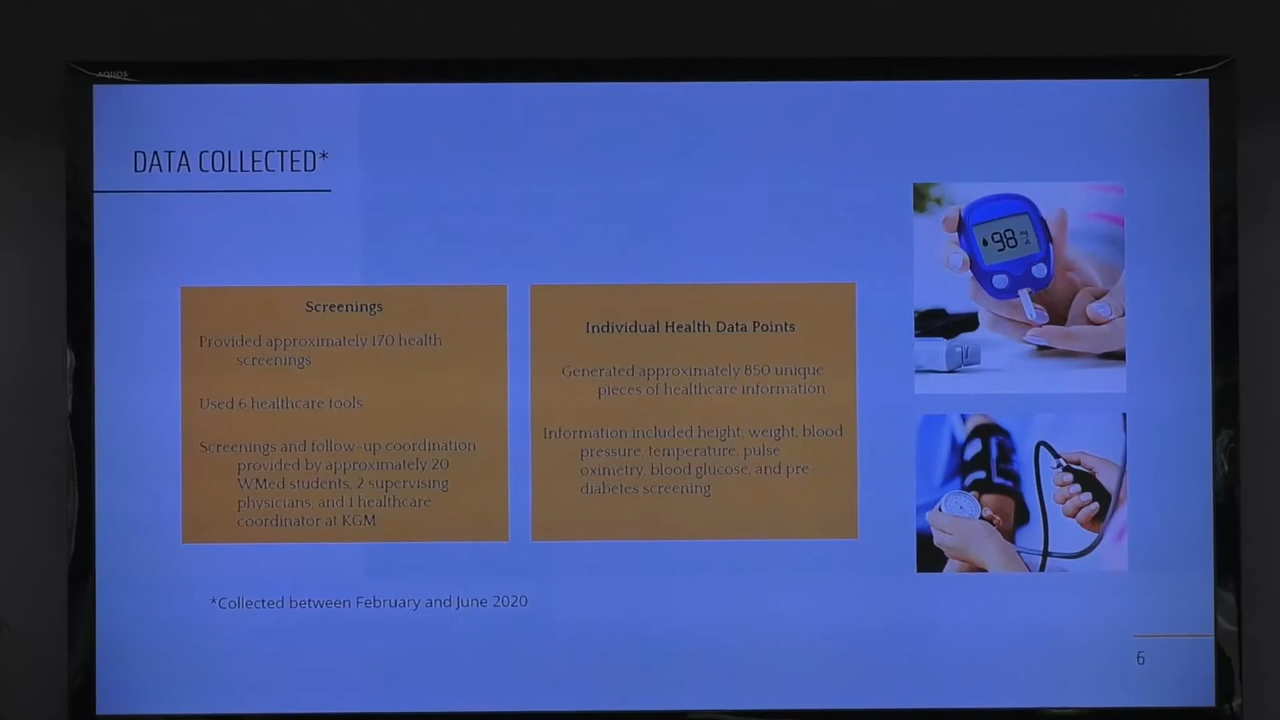 AQUOS
DATA COLLECTED*
Screenings
Provided approximately 170 health
screenings
Used 6 healthcare tools
Screenings and follow-up coordination
provided by approximately 20
WMed students, 2 supervising
physicians, and 1 healthcare
coordinator at KGM
Individual Health Data Points
Generated approximately 850 unique
pieces of healthcare information
Information included height, weight, blood
pressure, temperature, pulse
oximetry, blood glucose, and pre-
diabetes screening
98
*Collected between February and June 2020
6